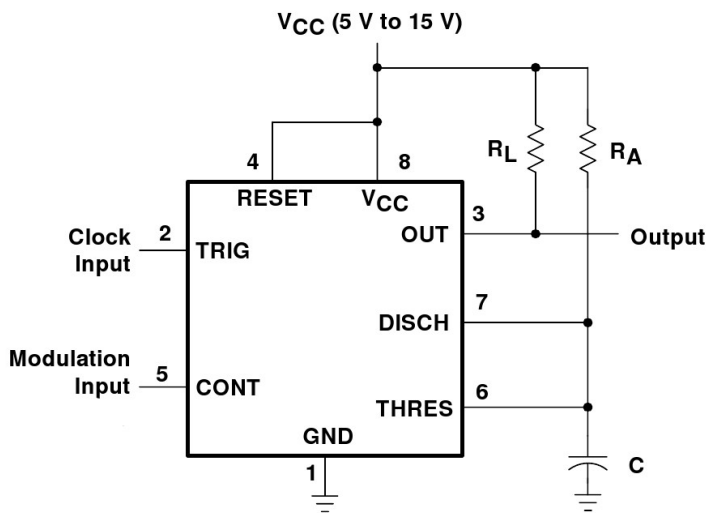 VCC (5 V to 15 V)
RL
RA
4
8
RESET
VCC
3
Clock
Input
2
TRIG
OUT
Output
7
DISCH
Modulation
Input
5
CONT
6
THRES
GND
1
C